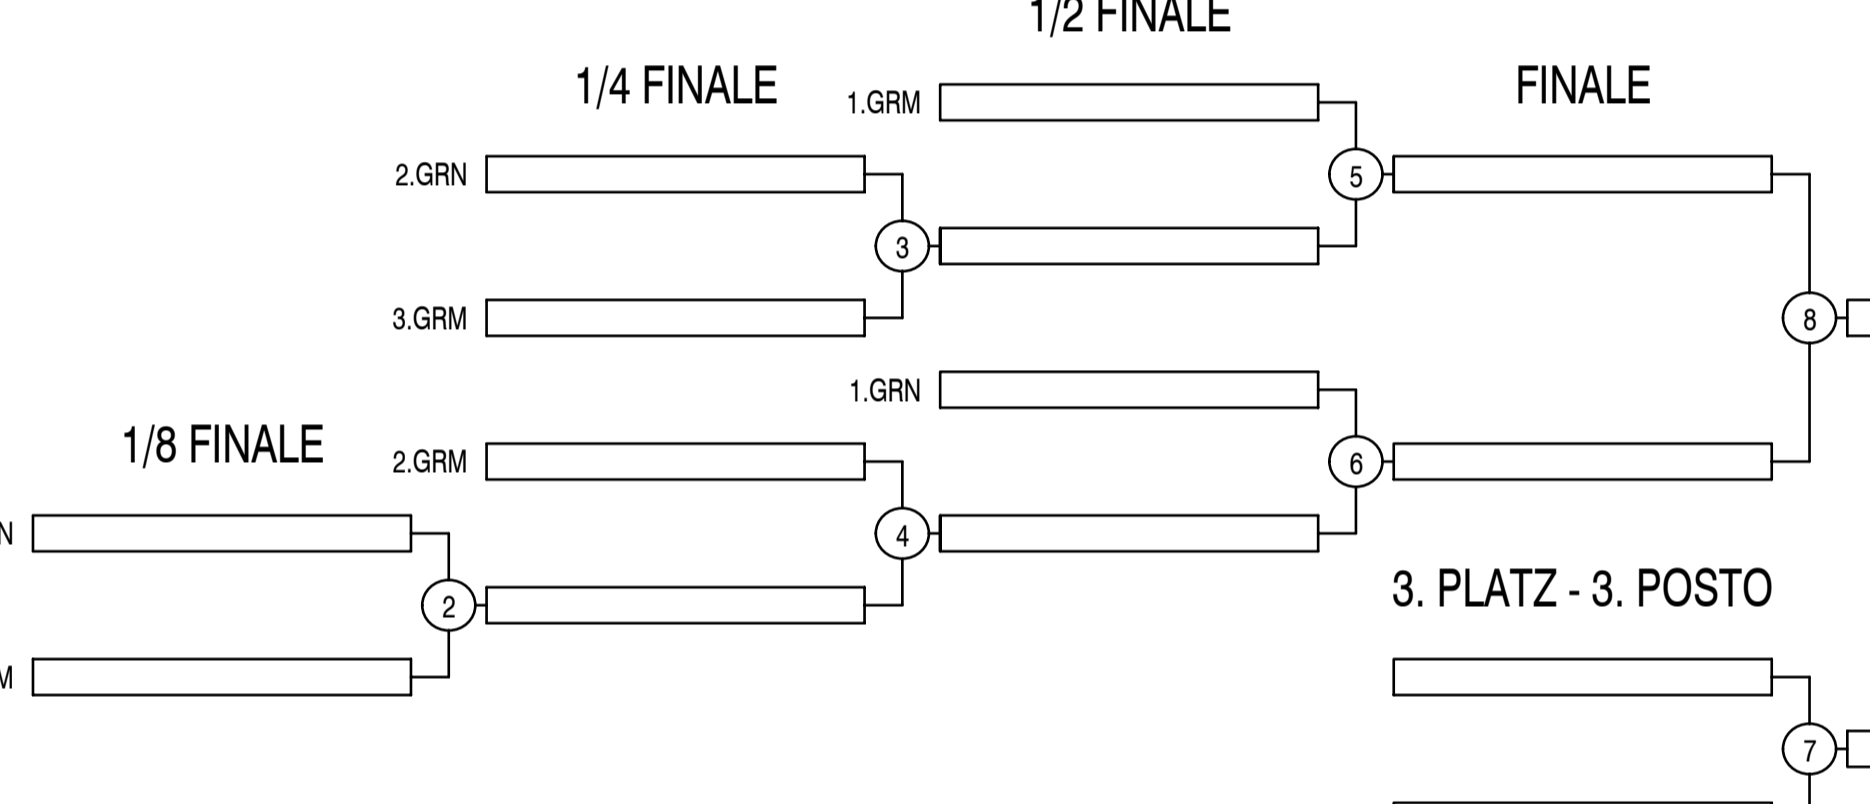 1/2 FINALE
1/4 FINALE
1.GRM
FINALE
2.GRN
5
3
3.GRM
8
1.GRN
1/8 FINALE
2.GRM
6
N
4
3. PLATZ - 3. POSTO
2
M
7